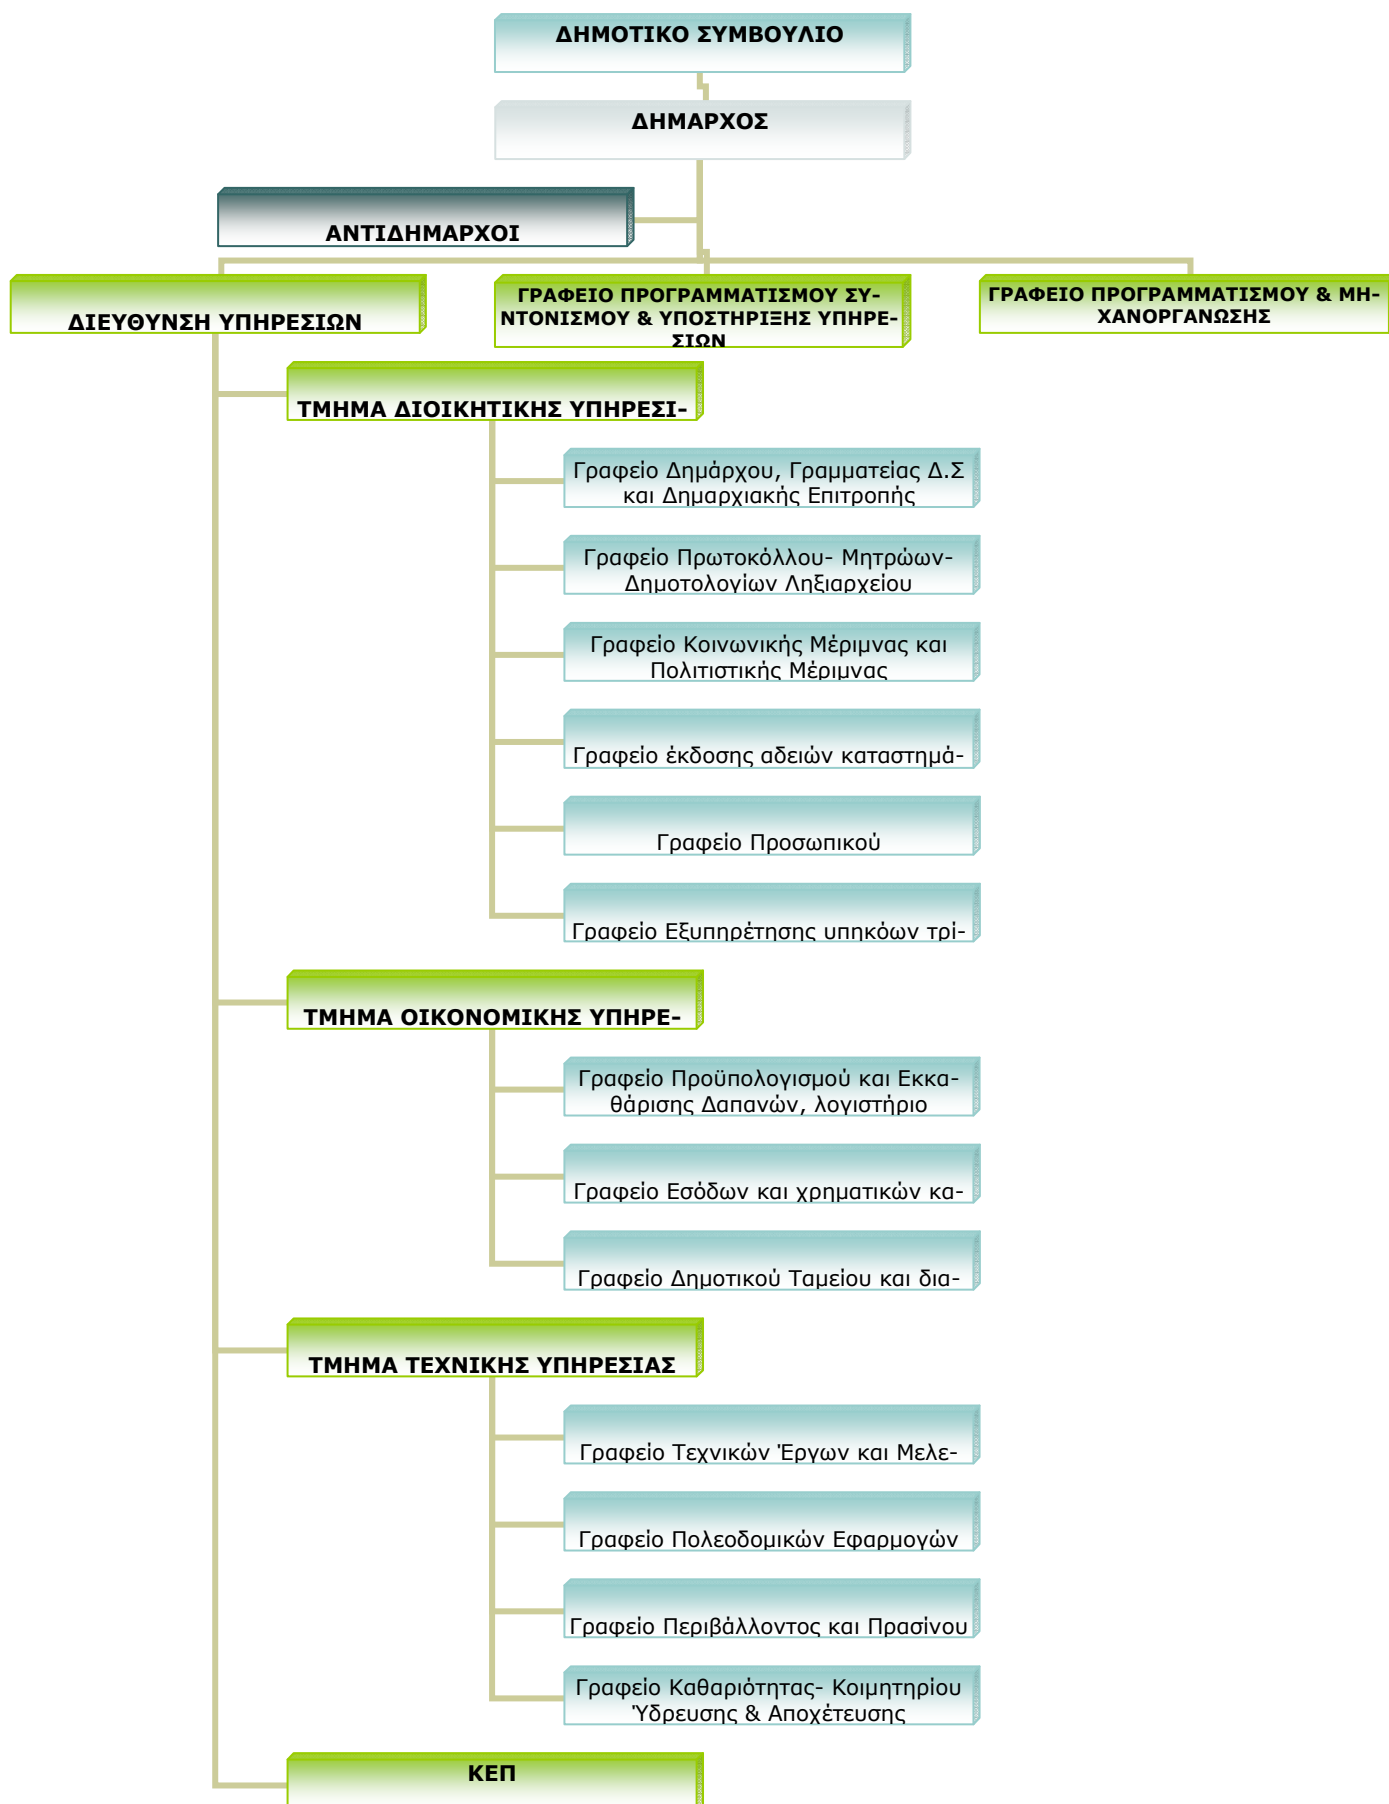 ΔΗΜΟΤΙΚΟ ΣΥΜΒΟΥΛΙΟ
ΔΗΜΑΡΧΟΣ
ΑΝΤΙΔΗΜΑΡΧΟΙ
ΔΙΕΥΘΥΝΣΗ ΥΠΗΡΕΣΙΩΝ
ΓΡΑΦΕΙΟ ΠΡΟΓΡΑΜΜΑΤΙΣΜΟΥ ΣΥ-
ΝΤΟΝΙΣΜΟΥ & ΥΠΟΣΤΗΡΙΞΗΣ ΥΠΗΡΕ-
ΣΙΩΝ
ΓΡΑΦΕΙΟ ΠΡΟΓΡΑΜΜΑΤΙΣΜΟΥ & ΜΗ-
ΧΑΝΟΡΓΑΝΩΣΗΣ
ΤΜΗΜΑ ΔΙΟΙΚΗΤΙΚΗΣ ΥΠΗΡΕΣΙ-
Γραφείο Δημάρχου, Γραμματείας Δ.Σ
και Δημαρχιακής Επιτροπής
Γραφείο Πρωτοκόλλου- Μητρώων-
Δημοτολογίων Ληξιαρχείου
Γραφείο Κοινωνικής Μέριμνας και
Πολιτιστικής Μέριμνας
Γραφείο έκδοσης αδειών καταστημά-
Γραφείο Προσωπικού
Γραφείο Εξυπηρέτησης υπηκόων τρί-
ΤΜΗΜΑ ΟΙΚΟΝΟΜΙΚΗΣ ΥΠΗΡΕ-
Γραφείο Προϋπολογισμού και Εκκα-
θάρισης Δαπανών, λογιστήριο
Γραφείο Εσόδων και χρηματικών κα-
Γραφείο Δημοτικού Ταμείου και δια-
ΤΜΗΜΑ ΤΕΧΝΙΚΗΣ ΥΠΗΡΕΣΙΑΣ
Γραφείο Τεχνικών Έργων και Μελε-
Γραφείο Πολεοδομικών Εφαρμογών
Γραφείο Περιβάλλοντος και Πρασίνου
Γραφείο Καθαριότητας- Κοιμητηρίου
Ύδρευσης & Αποχέτευσης
ΚΕΠ